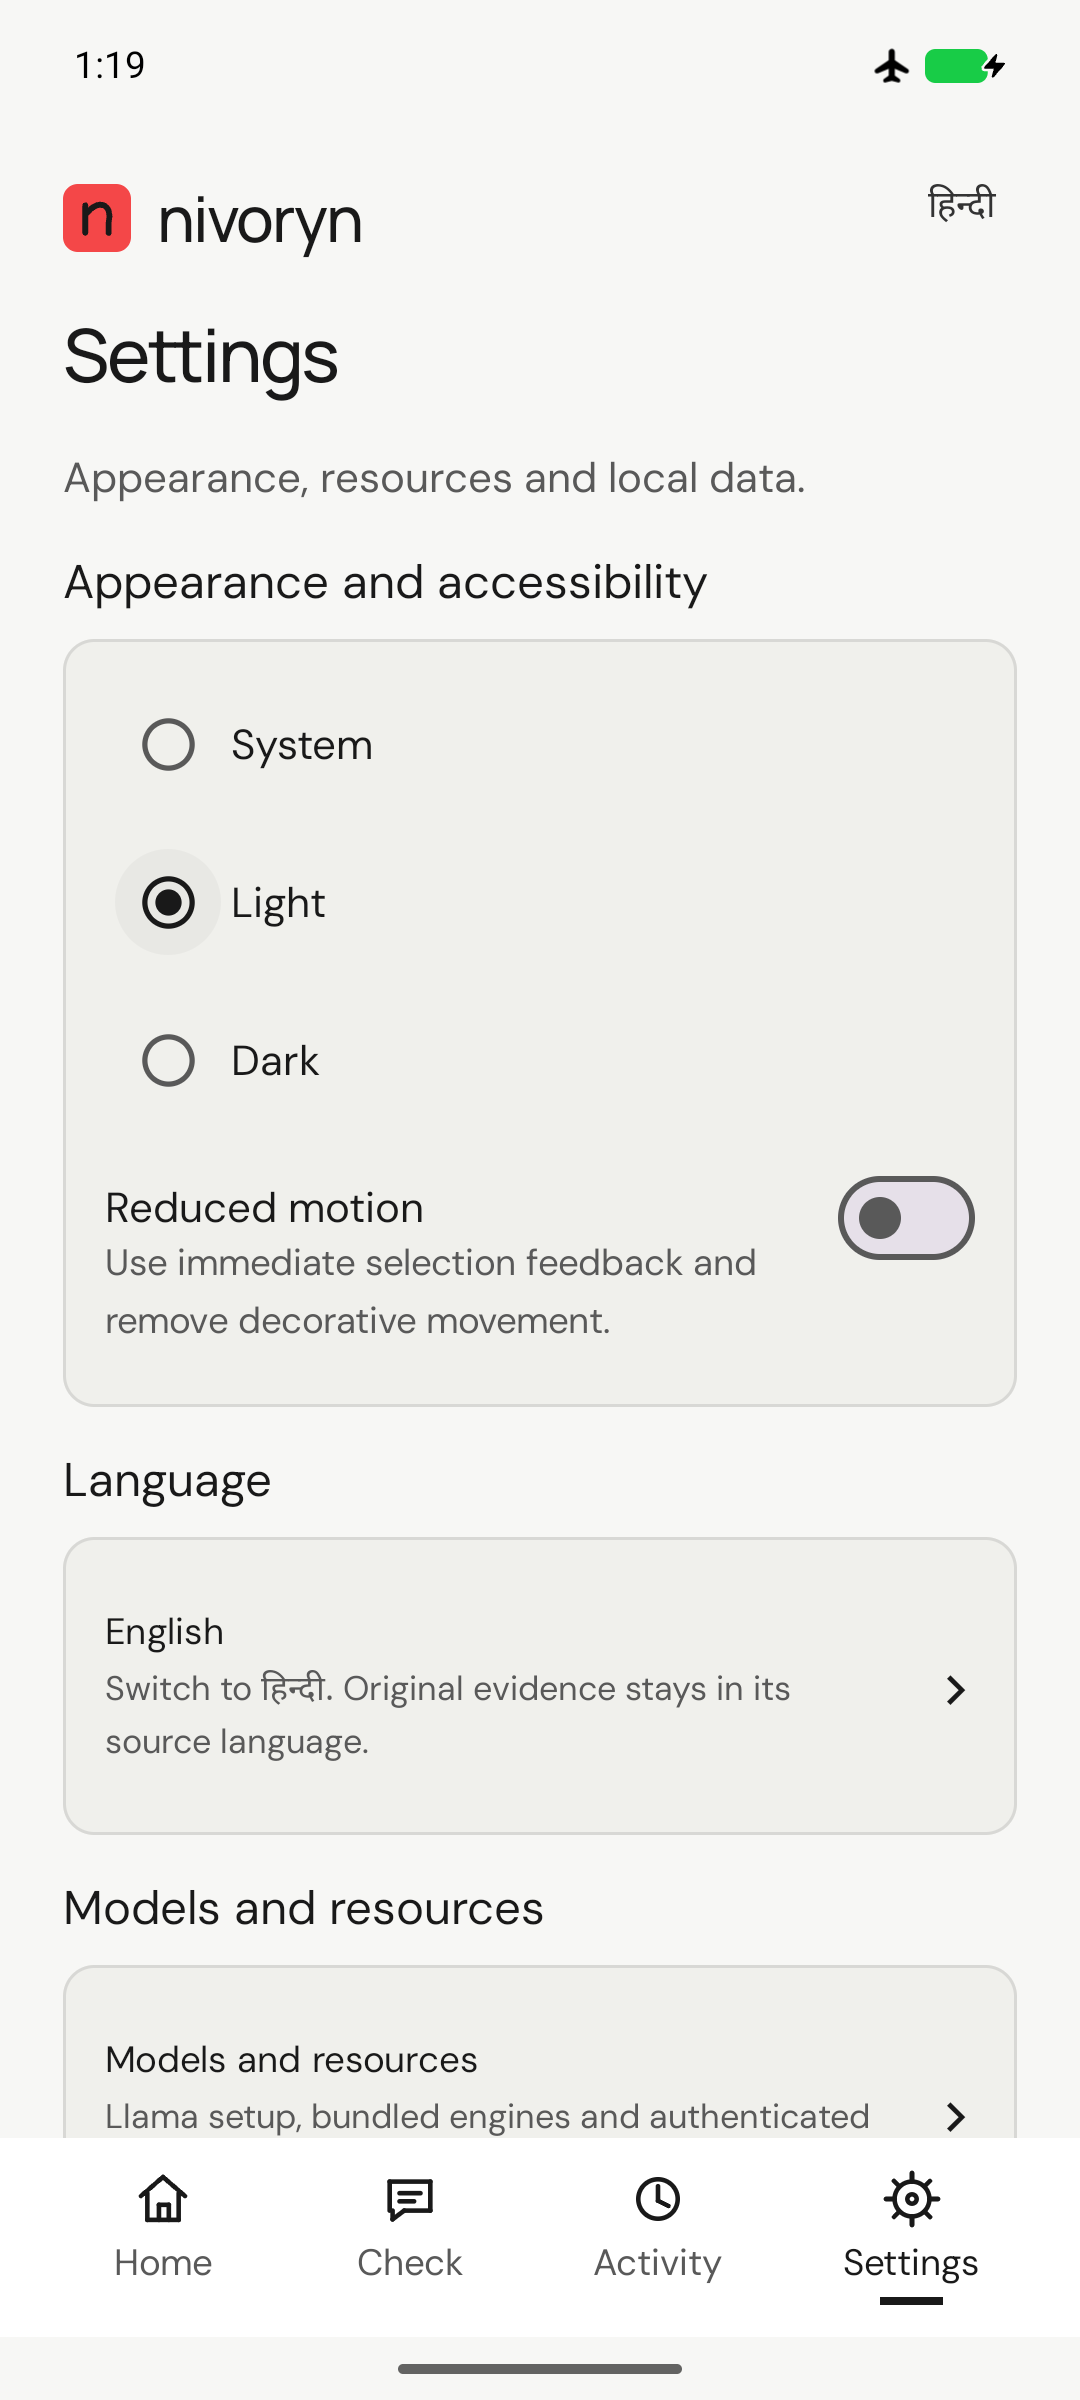 1:19
n nivoryn
हिन्दी
Settings
Appearance, resources and local data.
Appearance and accessibility
System
Light
Dark
Reduced motion
Use immediate selection feedback and
remove decorative movement.
Language
English
Switch to हिन्दी. Original evidence stays in its
source language.
Models and resources
Models and resources
Llama setup, bundled engines and authenticated
Home
Check
Activity
Settings